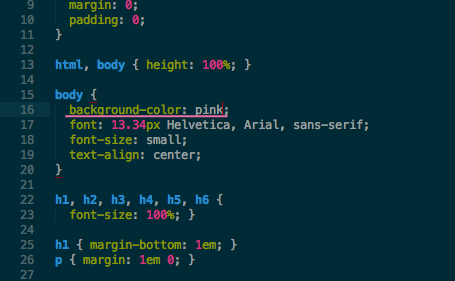 9 margin: 0;
10 padding: 0;
11 }
12
13 html, body { height: 100%; }
14
15 body {
16 background-color: pink;
17 font: 13.34px Helvetica, Arial, sans-serif;
18 font-size: small;
19 text-align: center;
20 }
21
22 h1, h2, h3, h4, h5, h6 {
23 font-size: 100%; }
24
25 h1 { margin-bottom: 1em; }
26 p { margin: 1em 0; }
27